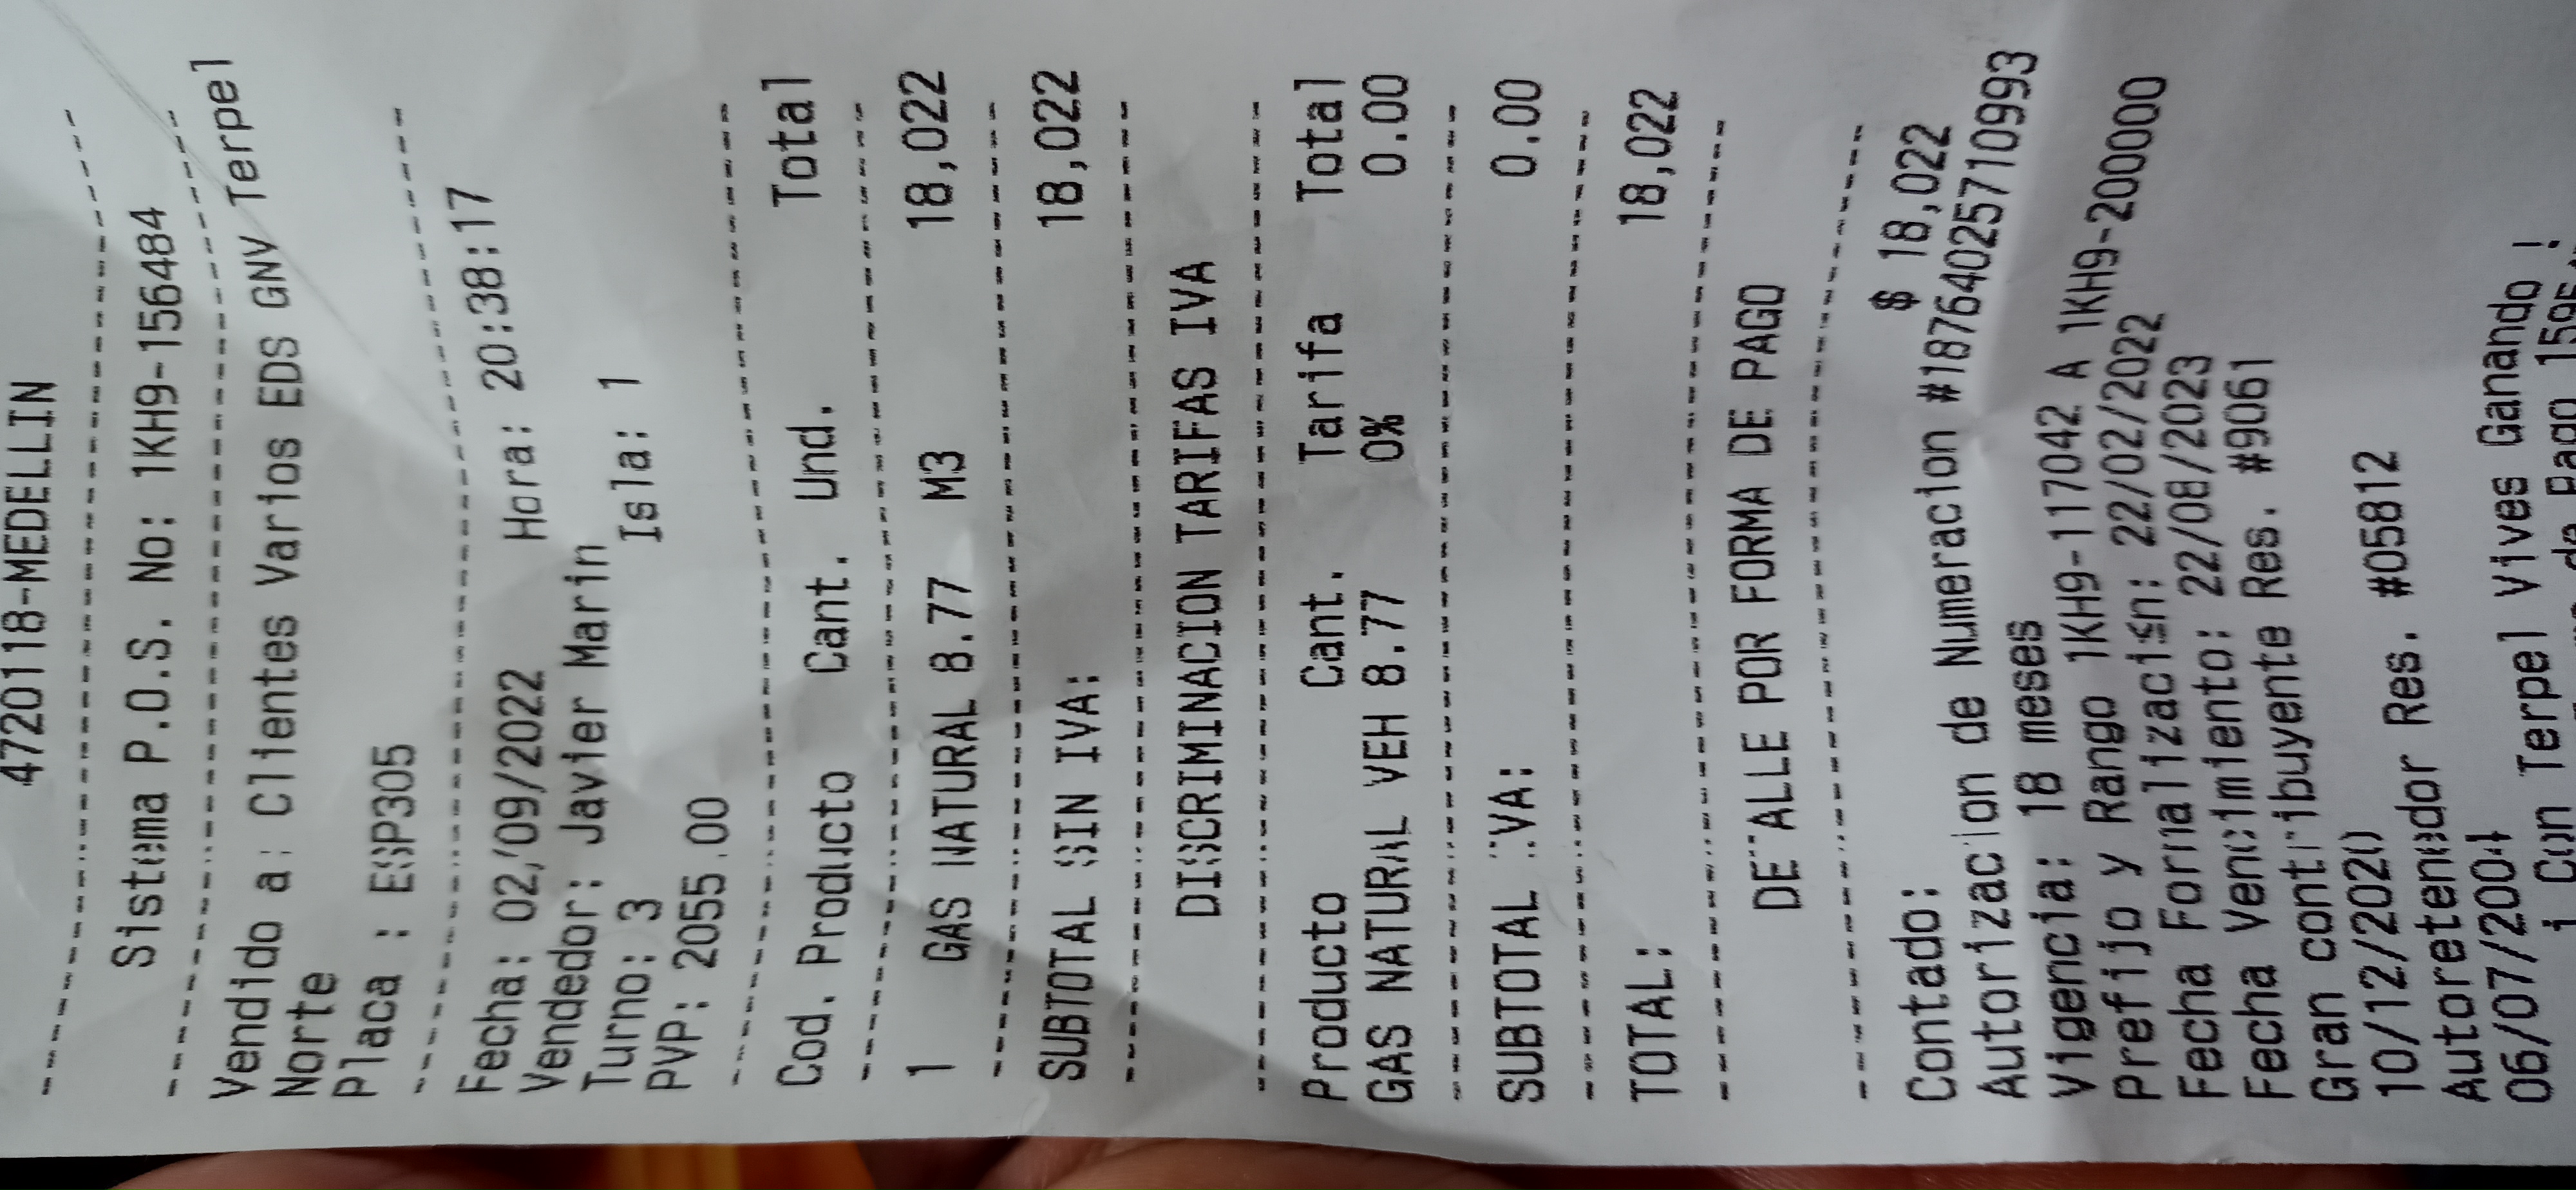 4720118-MEDELLIN
Sistema P.O.S. No: 1KH9-156484
Vendido a: Clientes Varios EDS GNV Terpel
Norte
Placa : ESP305
Fecha: 02/09/2022 Hora: 20:38:17
Vendedor: Javier Marin
Turno: 3 Isla: 1
PVP: 2055.00
Cod. Producto Cant. Und. Total
1 GAS NATURAL 8.77 M3 18,022
SUBTOTAL SIN IVA: 18,022
DISCRIMINACION TARIFAS IVA
Producto Cant. Tarifa Total
GAS NATURAL VEH 8.77 0% 0.00
SUBTOTAL IVA: 0.00
TOTAL: 18,022
DETALLE POR FORMA DE PAGO
Contado: $ 18,022
Autorizacion de Numeracion #18764025710993
Vigencia: 18 meses
Prefijo y Rango 1KH9-117042 A 1KH9-200000
Fecha Formalizacisn: 22/02/2022
Fecha Vencimiento: 22/08/2023
Gran contribuyente Res. #9061
10/12/2020
Autoretenedor Res. #05812
06/07/2004
¡ Con Terpel Vives Ganando !
de Pago